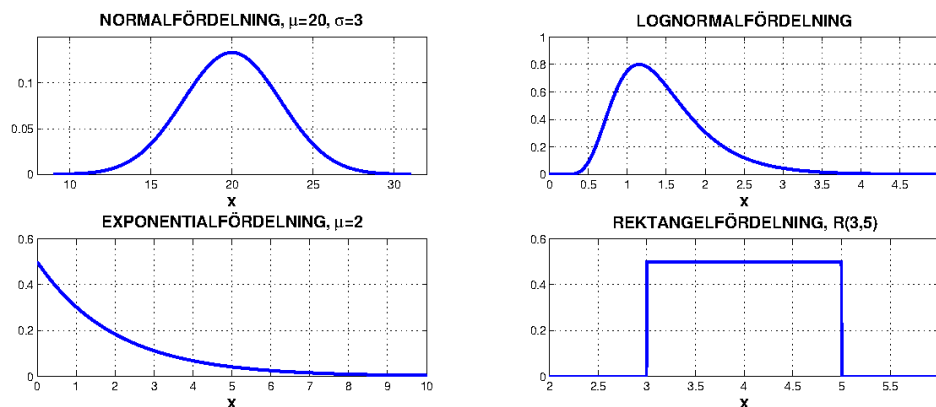 NORMALFÖRDELNING, μ=20, σ=3
0.1
0.05
0
10 15 20 25 30
x
LOGNORMALFÖRDELNING
1
0.8
0.6
0.4
0.2
0
0 0.5 1 1.5 2 2.5 3 3.5 4 4.5
x
EXPONENTIALFÖRDELNING, μ=2
0.6
0.4
0.2
0
0 1 2 3 4 5 6 7 8 9 10
x
REKTANGELFÖRDELNING, R(3,5)
0.6
0.4
0.2
0
2 2.5 3 3.5 4 4.5 5 5.5
x